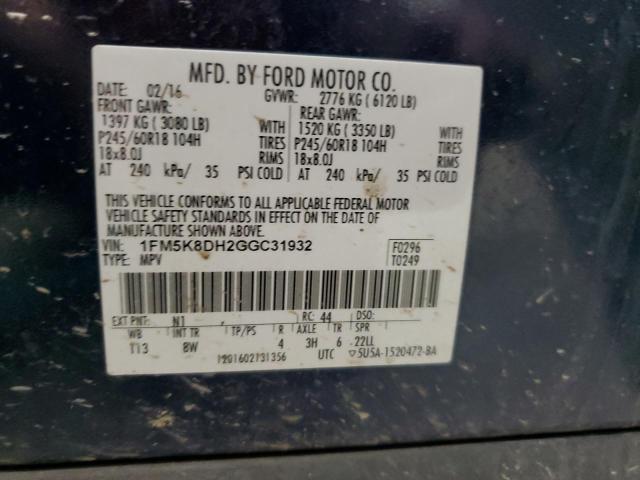 MFD. BY FORD MOTOR CO.
DATE: 02/16 GVWR: 2776 KG ( 6120 LB)
FRONT GAWR: REAR GAWR:
1397 KG ( 3080 LB) WITH 1520 KG ( 3350 LB) WITH
P245/60R18 104H TIRES P245/60R18 104H TIRES
18x8.0J RIMS 18x8.0J RIMS
AT 240 kPa/ 35 PSI COLD AT 240 kPa/ 35 PSI COLD
THIS VEHICLE CONFORMS TO ALL APPLICABLE FEDERAL MOTOR
VEHICLE SAFETY STANDARDS IN EFFECT ON THE DATE OF
MANUFACTURE SHOWN ABOVE.
VIN: 1FM5K8DH2GGC31932 F0296
TYPE: MPV T0249
EXT PNT: N1 , RC: 44 DSO:
WB INT TR TP/PS R AXLE TR SPR
113 8W 4 3H 6 22LL
UTC ▽5U5A-1520472-BA